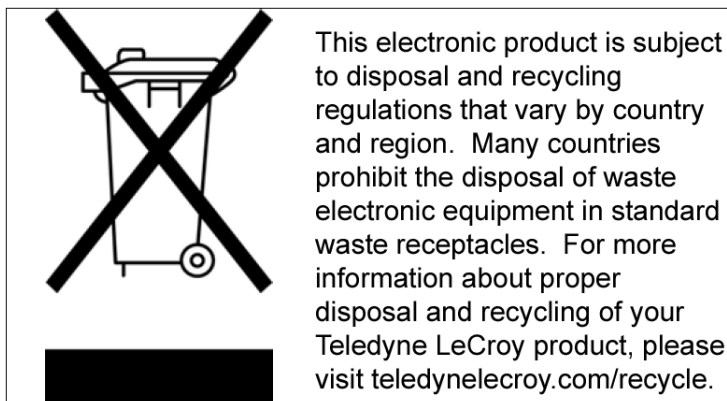 This electronic product is subject
to disposal and recycling
regulations that vary by country
and region.  Many countries
prohibit the disposal of waste
electronic equipment in standard
waste receptacles.  For more
information about proper
disposal and recycling of your
Teledyne LeCroy product, please
visit teledynelecroy.com/recycle.